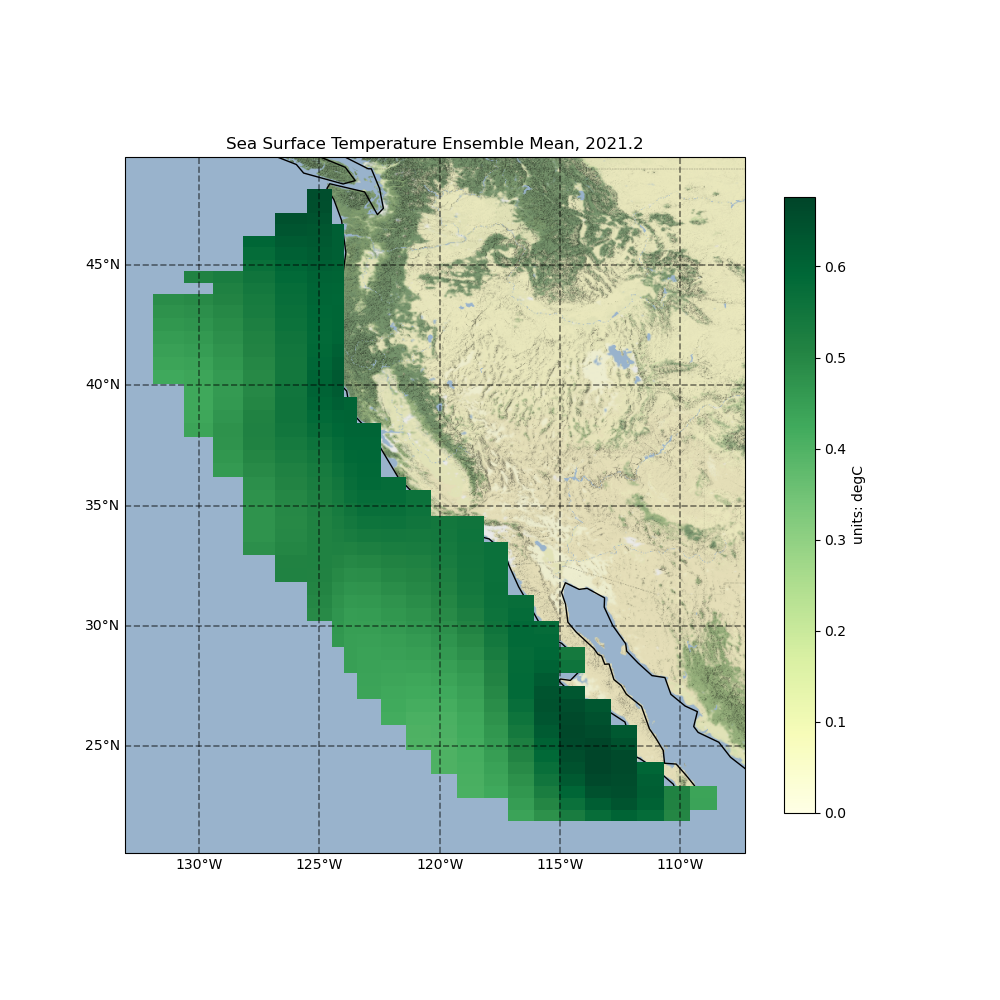 Sea Surface Temperature Ensemble Mean, 2021.2
45°N
40°N
35°N
30°N
25°N
130°W
125°W
120°W
115°W
110°W
0.6
0.5
0.4
0.3
0.2
0.1
0.0
units: degC